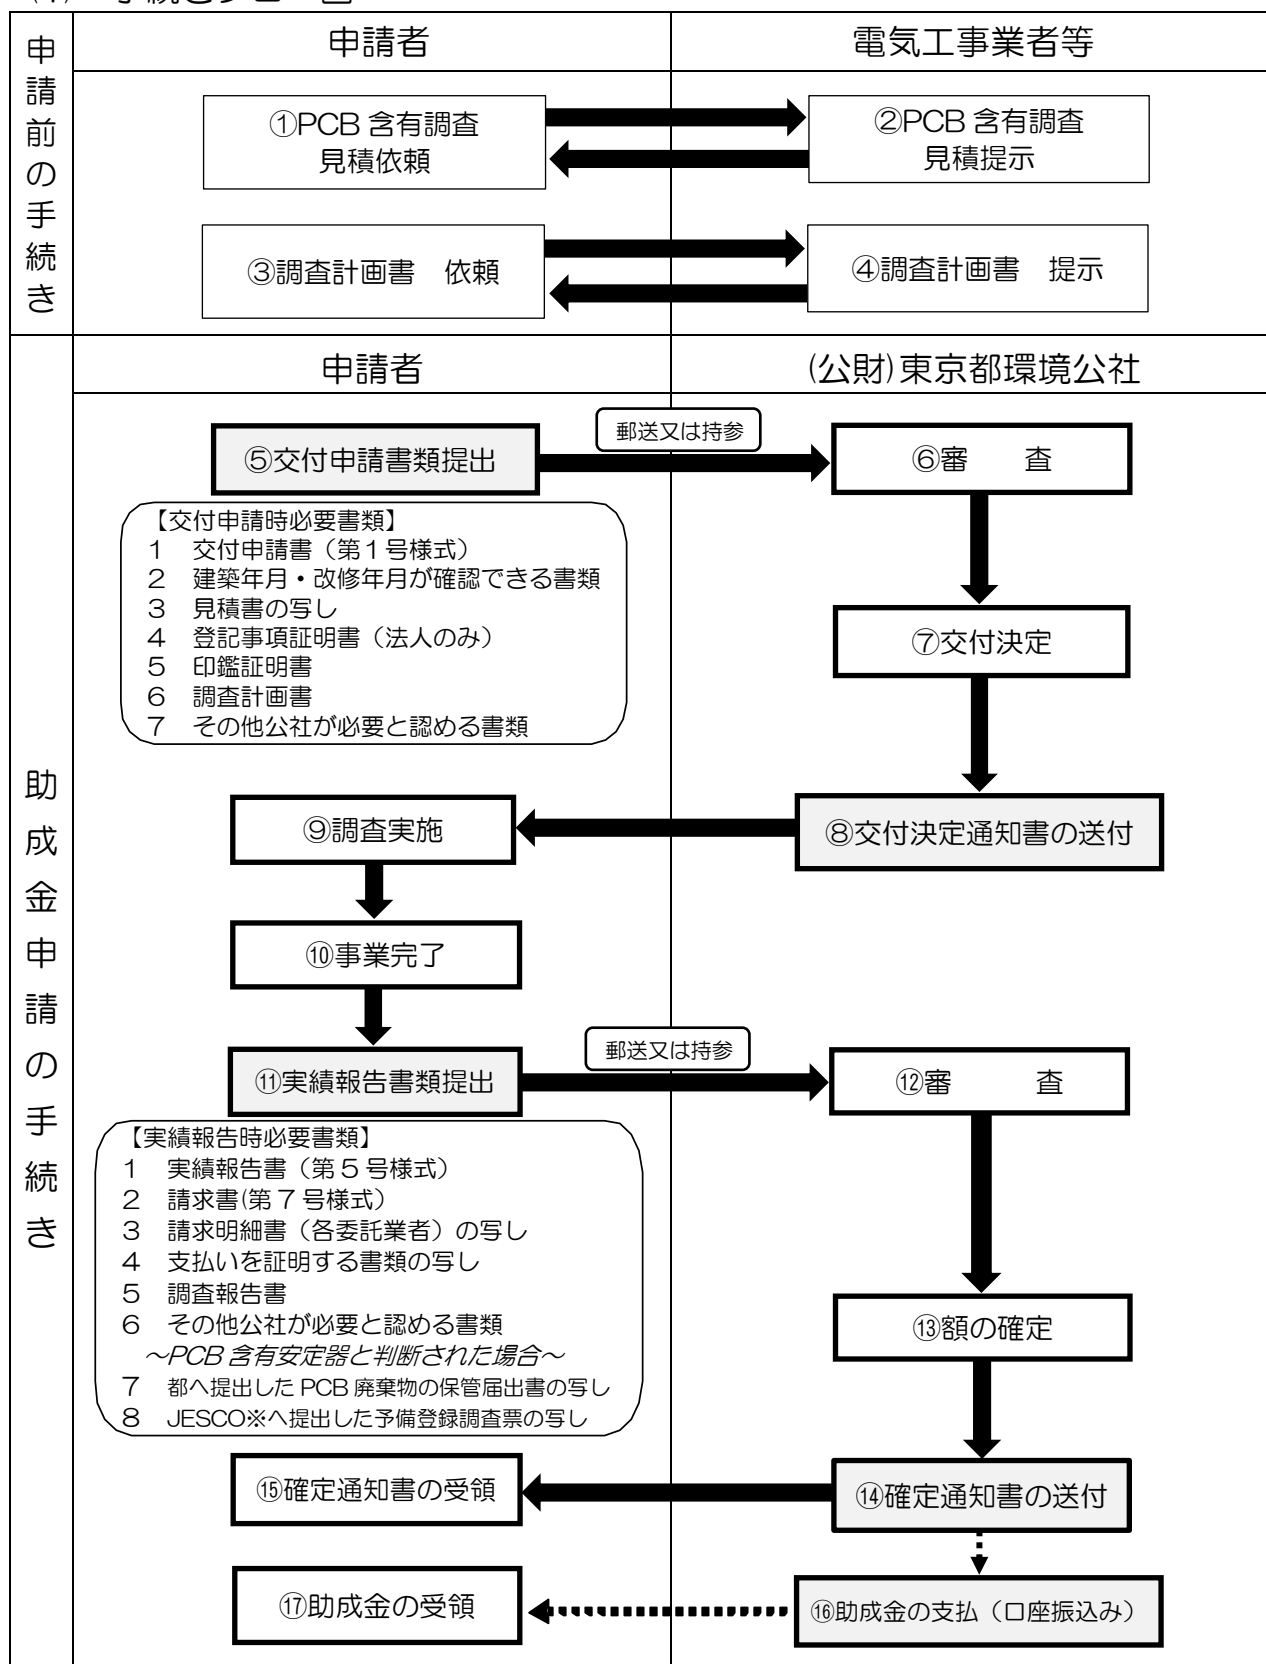 申請前の手続き
申請者
電気工事業者等
①PCB 含有調査
見積依頼
②PCB 含有調査
見積提示
③調査計画書　依頼
④調査計画書　提示
助成金申請の手続き
申請者
(公財)東京都環境公社
⑤交付申請書類提出
郵送又は持参
⑥審　　査
【交付申請時必要書類】
1　交付申請書（第１号様式）
2　建築年月・改修年月が確認できる書類
3　見積書の写し
4　登記事項証明書（法人のみ）
5　印鑑証明書
6　調査計画書
7　その他公社が必要と認める書類
⑦交付決定
⑧交付決定通知書の送付
⑨調査実施
⑩事業完了
⑪実績報告書類提出
郵送又は持参
⑫審　　査
【実績報告時必要書類】
1　実績報告書（第５号様式）
2　請求書(第７号様式）
3　請求明細書（各委託業者）の写し
4　支払いを証明する書類の写し
5　調査報告書
6　その他公社が必要と認める書類
～PCB 含有安定器と判断された場合～
7　都へ提出した PCB 廃棄物の保管届出書の写し
8　JESCO※へ提出した予備登録調査票の写し
⑬額の確定
⑭確定通知書の送付
⑮確定通知書の受領
⑯助成金の支払（口座振込み）
⑰助成金の受領